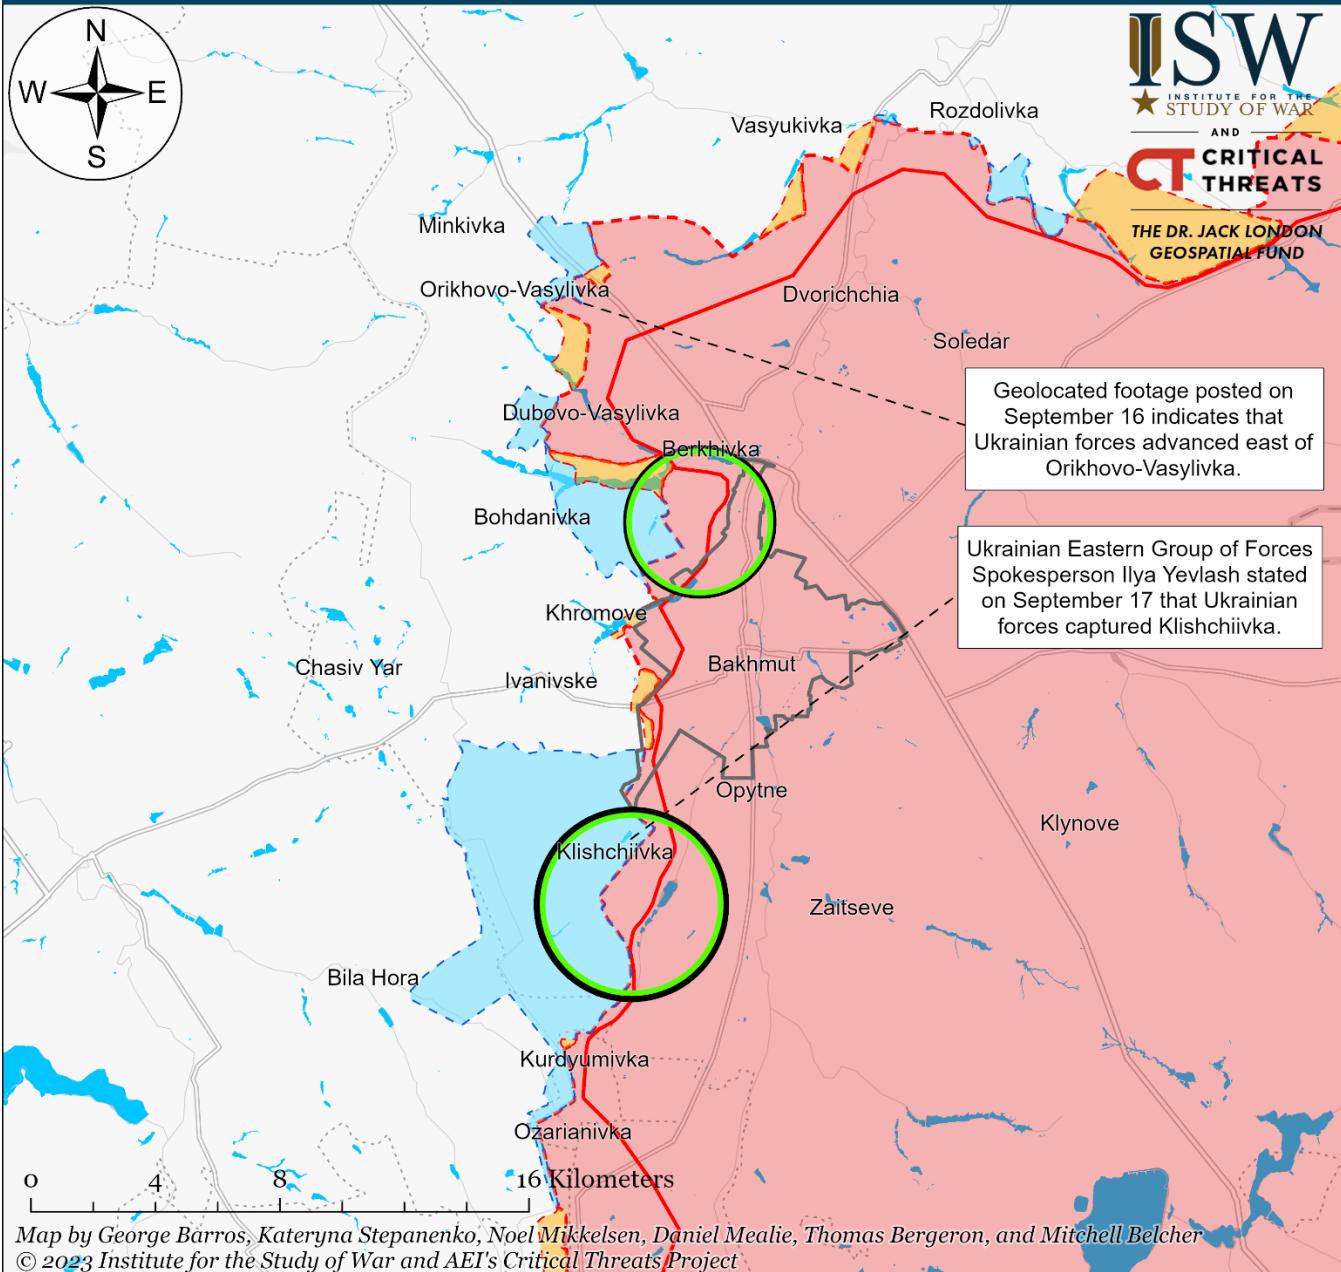 N
W
E
S
ISW
INSTITUTE FOR THE
STUDY OF WAR
AND
CT CRITICAL
THREATS
THE DR. JACK LONDON
GEOSPATIAL FUND
Rozdolivka
Vasyukivka
Minkivka
Orikhovo-Vasylivka
Dvorichchia
Soledar
Geolocated footage posted on
September 16 indicates that
Ukrainian forces advanced east of
Orikhovo-Vasylivka.
Dubovo-Vasylivka
Berkhivka
Bohdanivka
Ukrainian Eastern Group of Forces
Spokesperson Ilya Yevlash stated
on September 17 that Ukrainian
forces captured Klishchiivka.
Khromove
Chasiv Yar
Ivanivske
Bakhmut
Opytne
Klynove
Klishchiivka
Zaitseve
Bila Hora
Kurdyumivka
Ozarianivka
0 4 8 16 Kilometers
Map by George Barros, Kateryna Stepanenko, Noel Mikkelsen, Daniel Mealie, Thomas Bergeron, and Mitchell Belcher
© 2023 Institute for the Study of War and AEI's Critical Threats Project